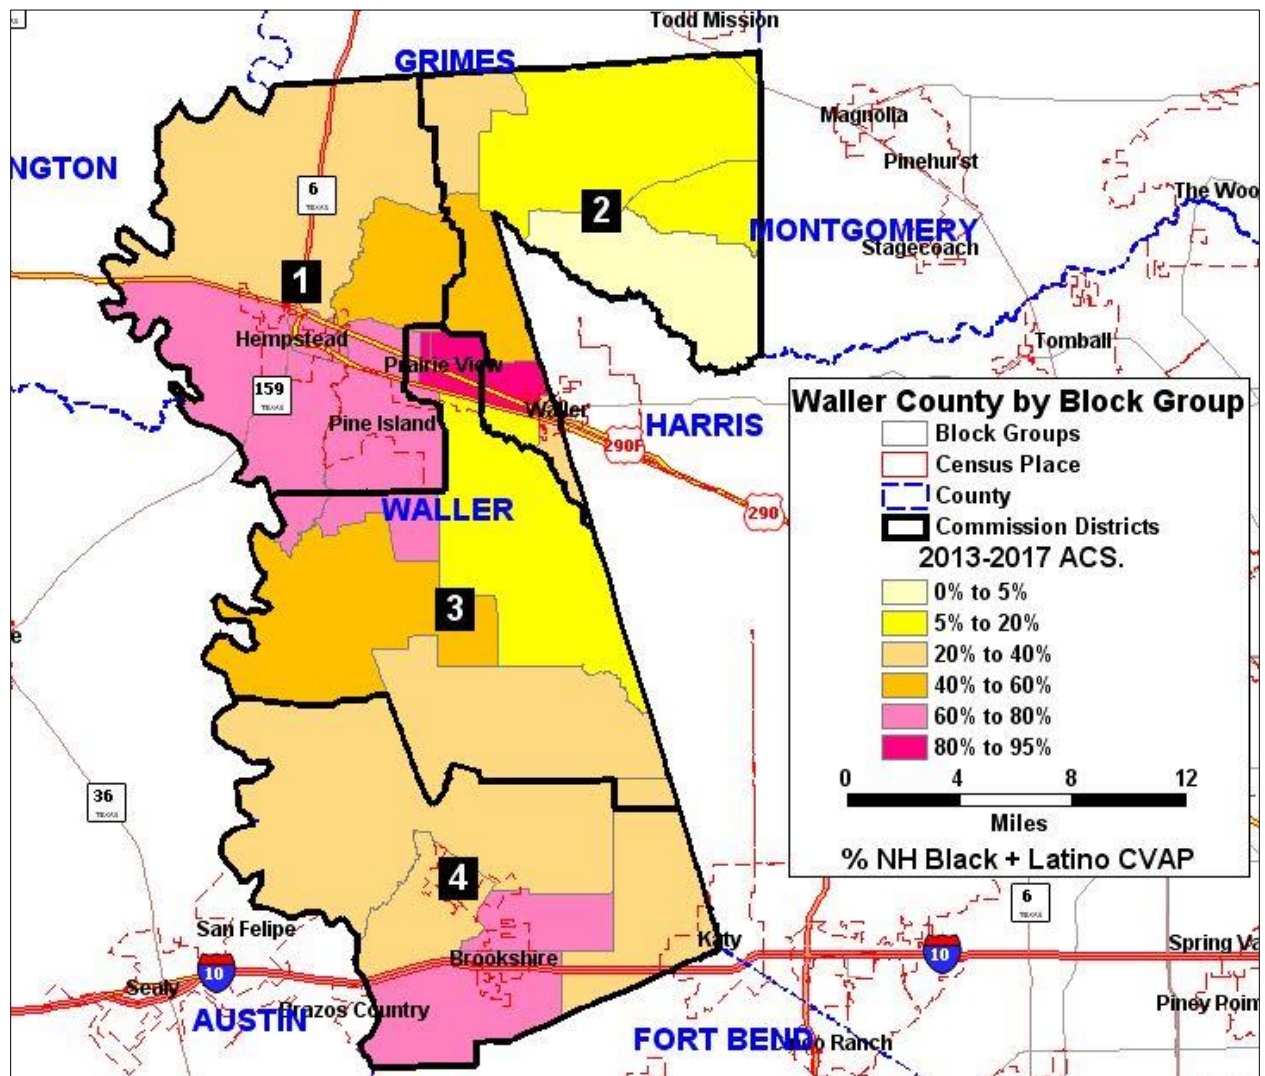 Todd Mission
GRIMES
Magnolia
Pinehurst
NGTON
6
TEXAS
The Woo
2
MONTGOMERY
Stagecoach
1
Hempstead
Tomball
Prairie View
159
TEXAS
Waller
Pine Island
HARRIS
290F
WALLER
290
Waller County by Block Group
Block Groups
Census Place
County
Commission Districts
2013-2017 ACS.
0% to 5%
5% to 20%
20% to 40%
40% to 60%
60% to 80%
80% to 95%
0 4 8 12
Miles
% NH Black + Latino CVAP
3
e
36
TEXAS
4
6
TEXAS
San Felipe
Katy
Spring Va
10
Brookshire
10
Sealy
Brazos Country
AUSTIN
Piney Poin
FORT BEND
Ranch